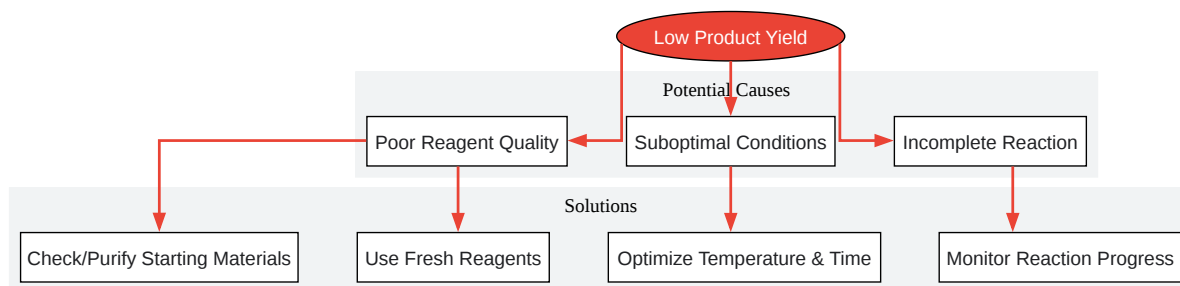 Low Product Yield
Potential Causes
Poor Reagent Quality
Suboptimal Conditions
Incomplete Reaction
Solutions
Check/Purify Starting Materials
Use Fresh Reagents
Optimize Temperature & Time
Monitor Reaction Progress